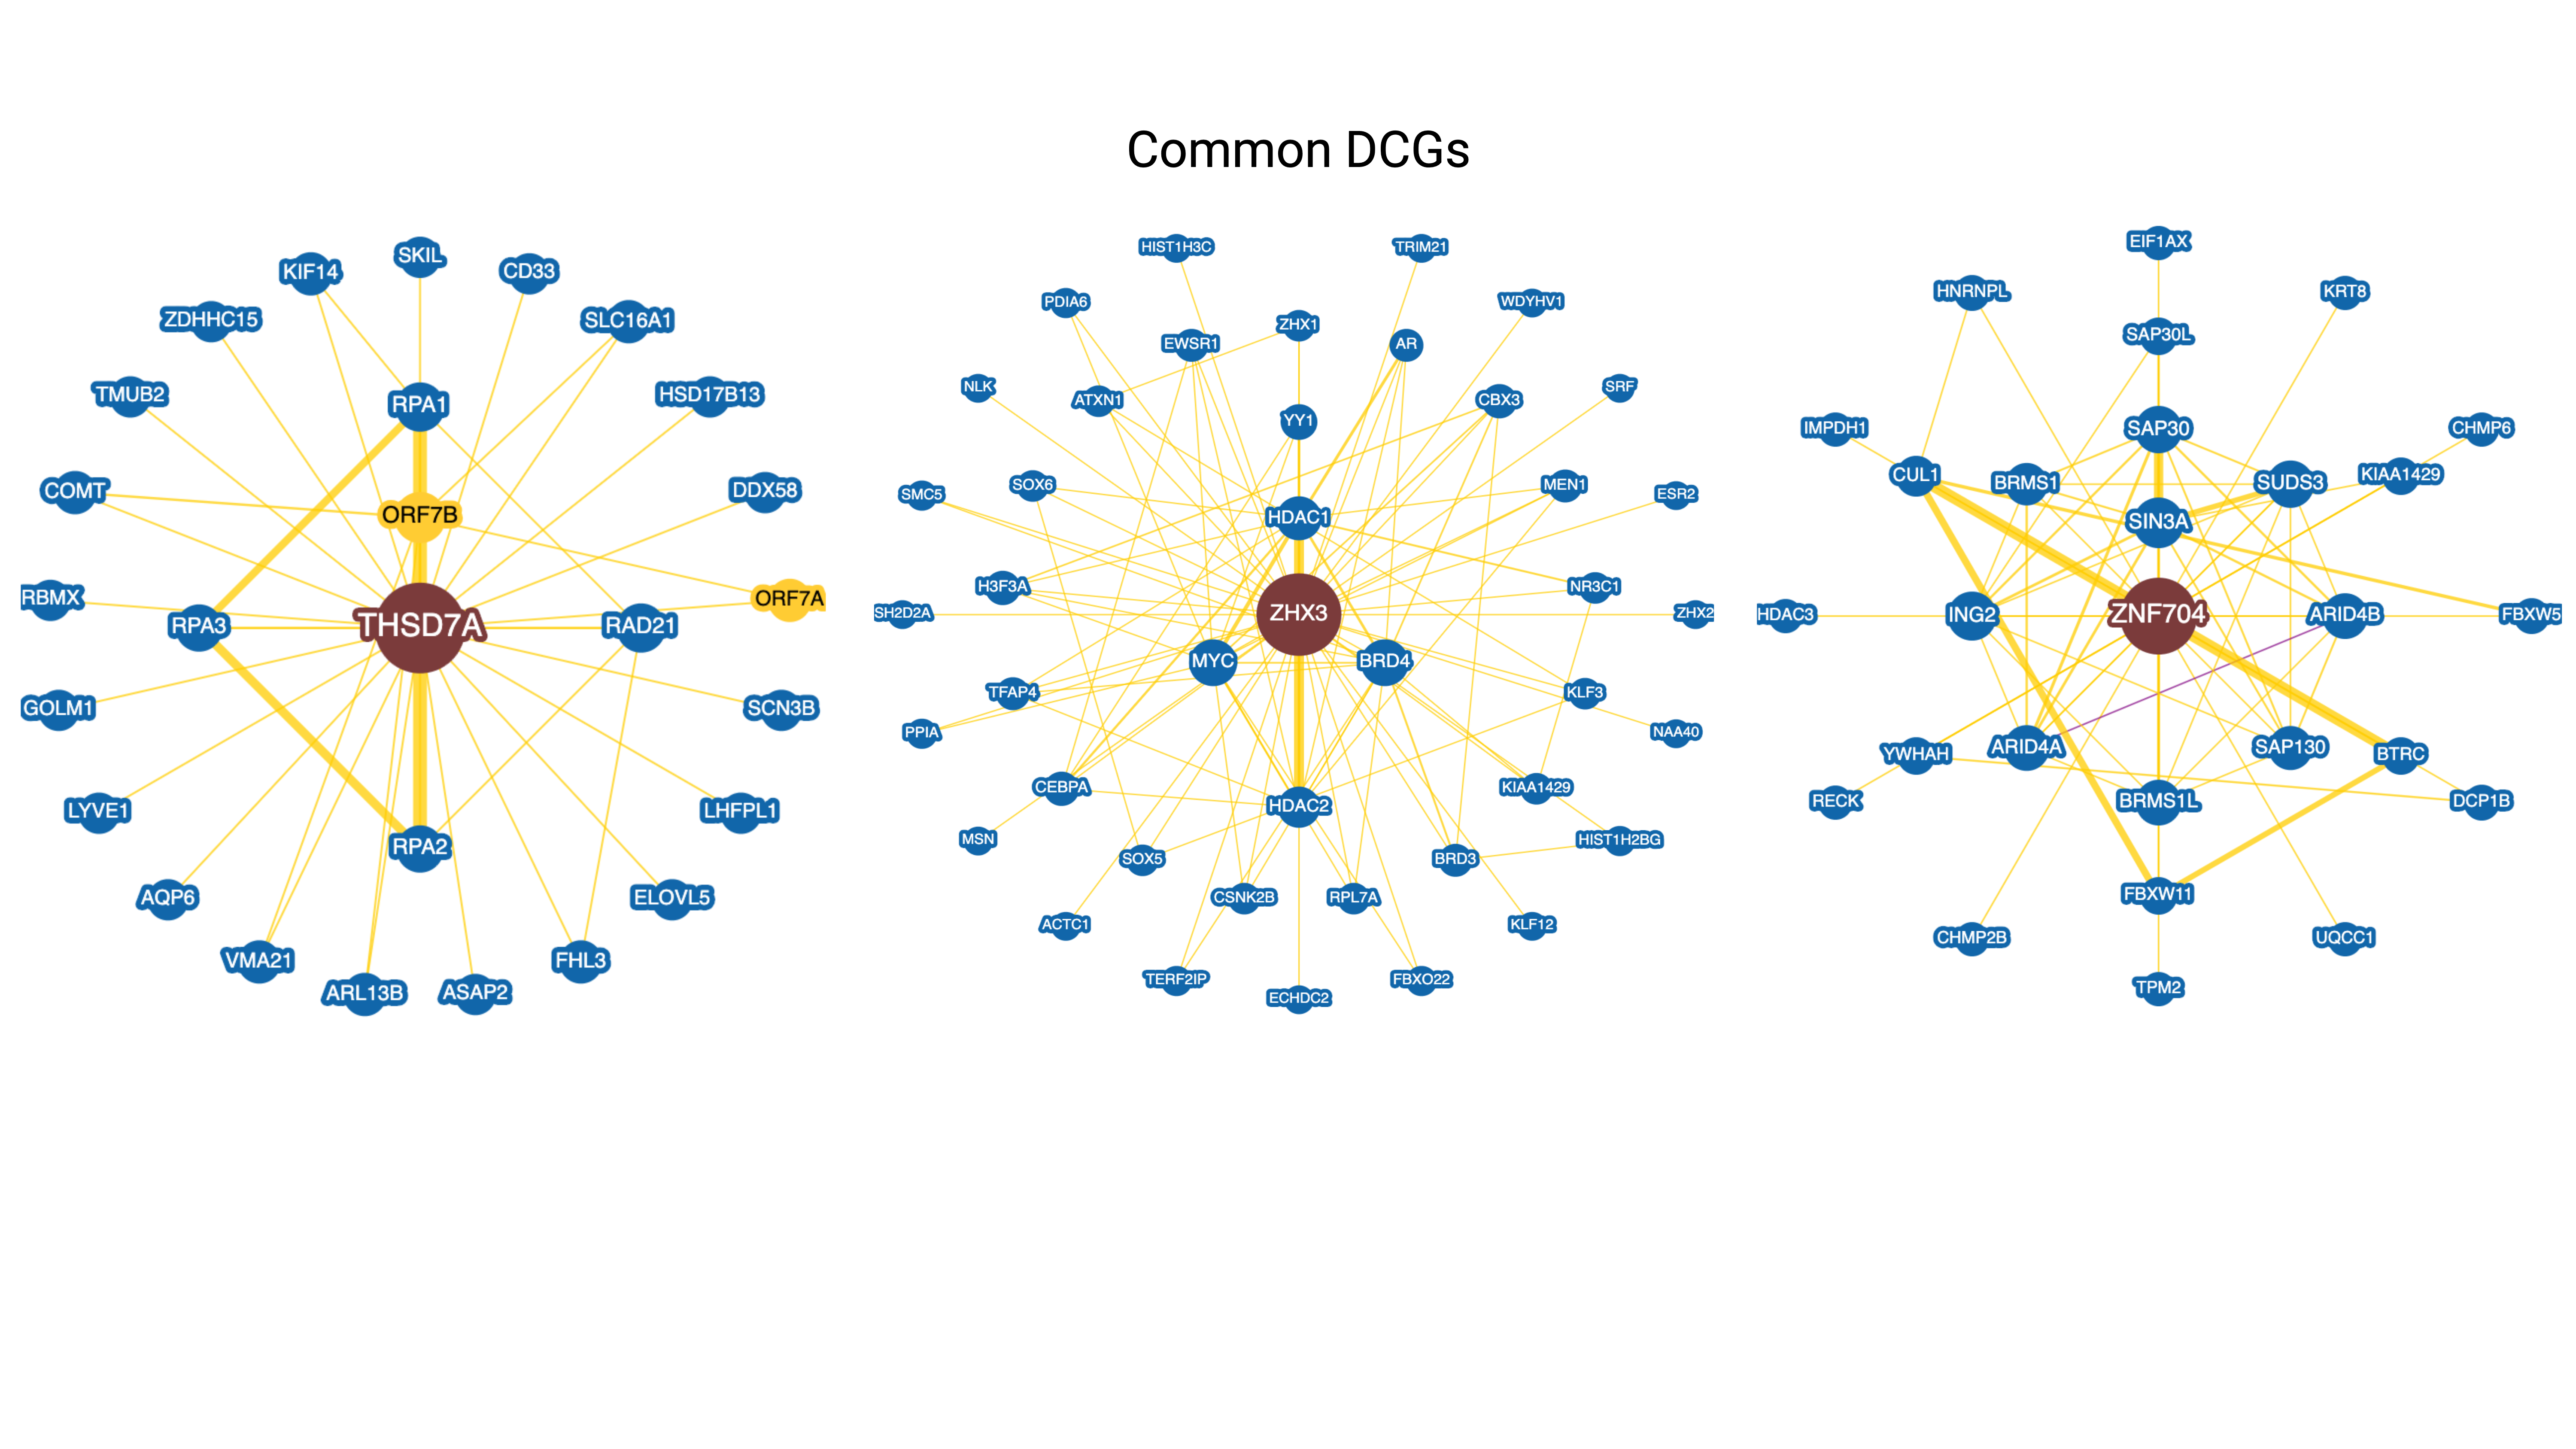 Common DCGs
SKIL
KIF14
CD33
ZDHHC15
SLC16A1
TMUB2
HSD17B13
RPA1
COMT
DDX58
ORF7B
RBMX
ORF7A
RPA3
THSD7A
RAD21
GOLM1
SCN3B
LYVE1
LHFPL1
RPA2
AQP6
ELOVL5
VMA21
FHL3
ARL13B
ASAP2
HIST1H3C
TRIM21
PDIA6
WDYHV1
ZHX1
EWSR1
AR
NLK
SRF
ATXN1
CBX3
YY1
SOX6
MEN1
SMC5
ESR2
HDAC1
H3F3A
NR3C1
SH2D2A
ZHX3
ZHX2
MYC
BRD4
TFAP4
KLF3
PPIA
NAA40
CEBPA
KIAA1429
HDAC2
MSN
HIST1H2BG
SOX5
BRD3
CSNK2B
RPL7A
ACTC1
KLF12
TERF2IP
FBXO22
ECHDC2
EIF1AX
HNRNPL
KRT8
SAP30L
IMPDH1
SAP30
CHMP6
CUL1
BRMS1
SUDS3
KIAA1429
SIN3A
HDAC3
ING2
ZNF704
ARID4B
FBXW5
YWHAH
ARID4A
SAP130
BTRC
RECK
BRMS1L
DCP1B
FBXW11
CHMP2B
UQCC1
TPM2